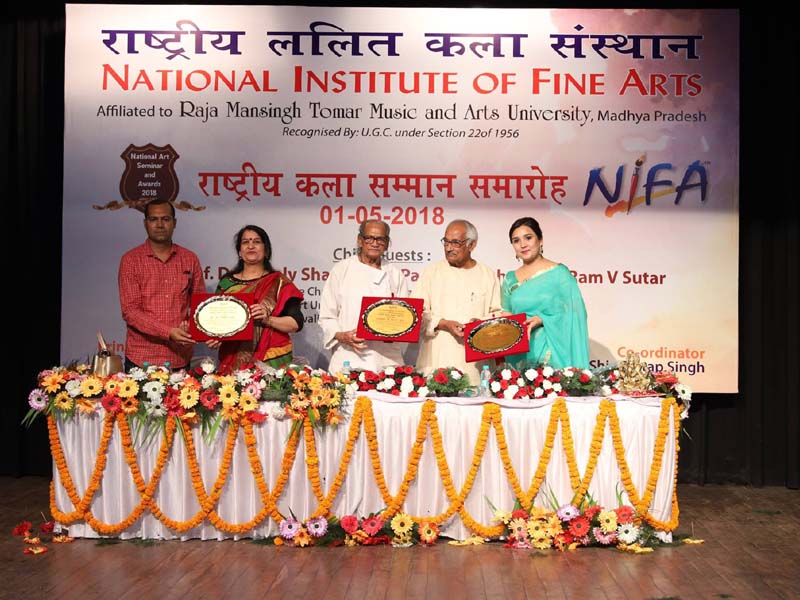 राष्ट्रीय ललित कला संस्थान
NATIONAL INSTITUTE OF FINE ARTS
Affiliated to Raja Mansingh Tomar Music and Arts University, Madhya Pradesh
Recognised By: U.G.C. under Section 22of 1956
National Art
Seminar
and
Awards
2018
राष्ट्रीय कला सम्मान समारोह
NIFA
01-05-2018
Guests :
Ram V Sutar
Co-ordinator
Singh